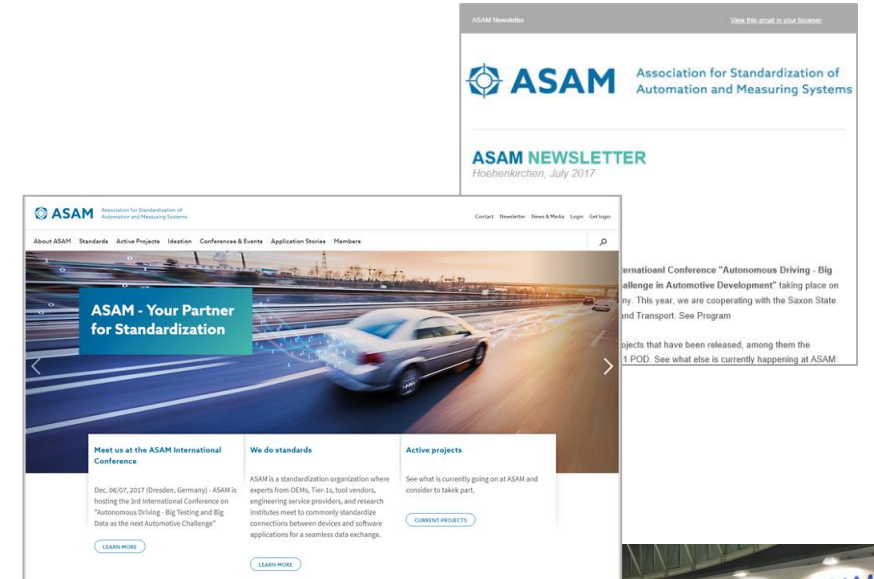 ASAM Newsletter
View this email in your browser
ASAM
Association for Standardization of
Automation and Measuring Systems
ASAM NEWSLETTER
Hoehenkirchen, July 2017
ernatioanl Conference "Autonomous Driving - Big
allenge in Automotive Development" taking place on
ny. This year, we are cooperating with the Saxon State
and Transport. See Program
ojects that have been released, among them the
1 POD. See what else is currently happening at ASAM:
ASAM
Association for Standardization of
Automation and Measuring Systems
Contact Newsletter News & Media Login Get login
About ASAM Standards Active Projects Ideation Conferences & Events Application Stories Members
ASAM - Your Partner
for Standardization
Meet us at the ASAM International
Conference
Dec. 06/07, 2017 (Dresden, Germany) - ASAM is
hosting the 3rd International Conference on
"Autonomous Driving - Big Testing and Big
Data as the next Automotive Challenge"
LEARN MORE
We do standards
ASAM is a standardization organization where
experts from OEMs, Tier-1s, tool vendors,
engineering service providers, and research
institutes meet to commonly standardize
connections between devices and software
applications for a seamless data exchange.
LEARN MORE
Active projects
See what is currently going on at ASAM and
consider to takek part.
CURRENT PROJECTS